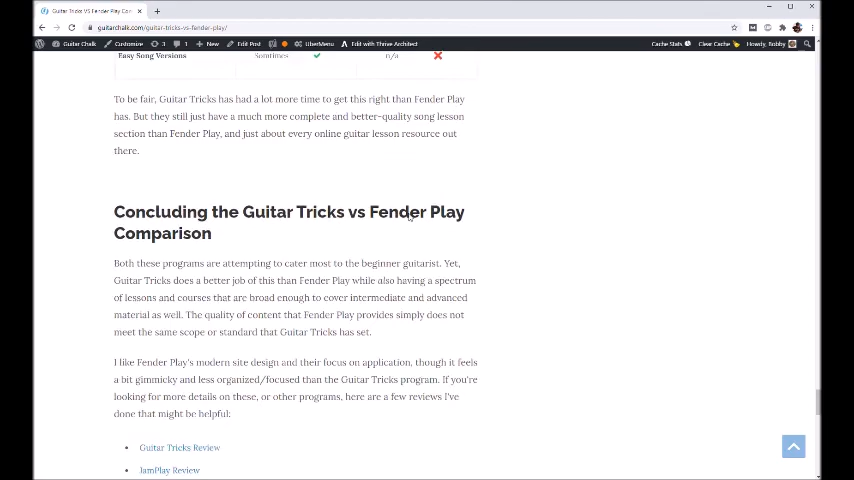 Guitar Tricks VS Fender Play Com
guitarchalk.com/guitar-tricks-vs-fender-play/
Guitar Chalk Customize 3 1 New Edit Post UberMenu Edit with Thrive Architect Cache Stats Clear Cache Howdy, Bobby
Easy Song Versions Somtimes n/a
To be fair, Guitar Tricks has had a lot more time to get this right than Fender Play
has. But they still just have a much more complete and better-quality song lesson
section than Fender Play, and just about every online guitar lesson resource out
there.
Concluding the Guitar Tricks vs Fender Play
Comparison
Both these programs are attempting to cater most to the beginner guitarist. Yet,
Guitar Tricks does a better job of this than Fender Play while also having a spectrum
of lessons and courses that are broad enough to cover intermediate and advanced
material as well. The quality of content that Fender Play provides simply does not
meet the same scope or standard that Guitar Tricks has set.
I like Fender Play's modern site design and their focus on application, though it feels
a bit gimmicky and less organized/focused than the Guitar Tricks program. If you're
looking for more details on these, or other programs, here are a few reviews I've
done that might be helpful:
• Guitar Tricks Review
• JamPlay Review